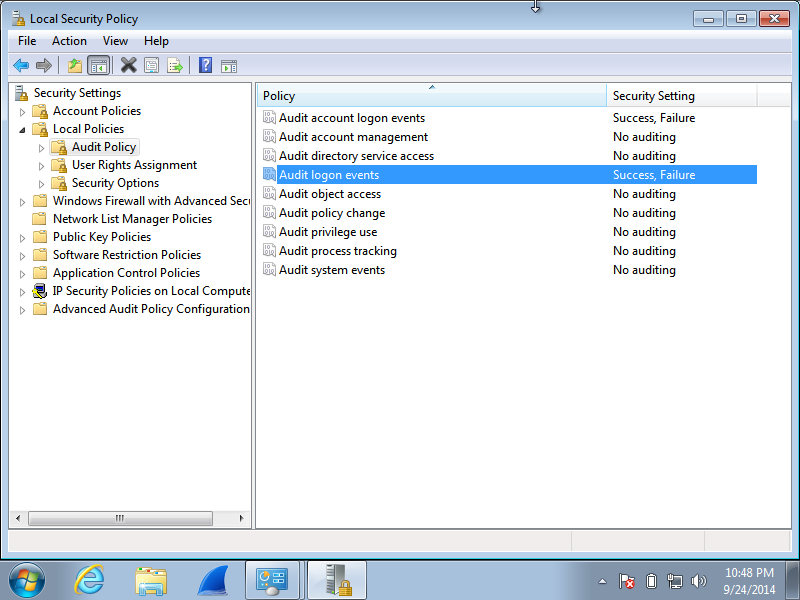 Local Security Policy
File Action View Help
Security Settings
Account Policies
Local Policies
Audit Policy
User Rights Assignment
Security Options
Windows Firewall with Advanced Secu
Network List Manager Policies
Public Key Policies
Software Restriction Policies
Application Control Policies
IP Security Policies on Local Compute
Advanced Audit Policy Configuration
Policy Security Setting
Audit account logon events Success, Failure
Audit account management No auditing
Audit directory service access No auditing
Audit logon events Success, Failure
Audit object access No auditing
Audit policy change No auditing
Audit privilege use No auditing
Audit process tracking No auditing
Audit system events No auditing
10:48 PM
9/24/2014